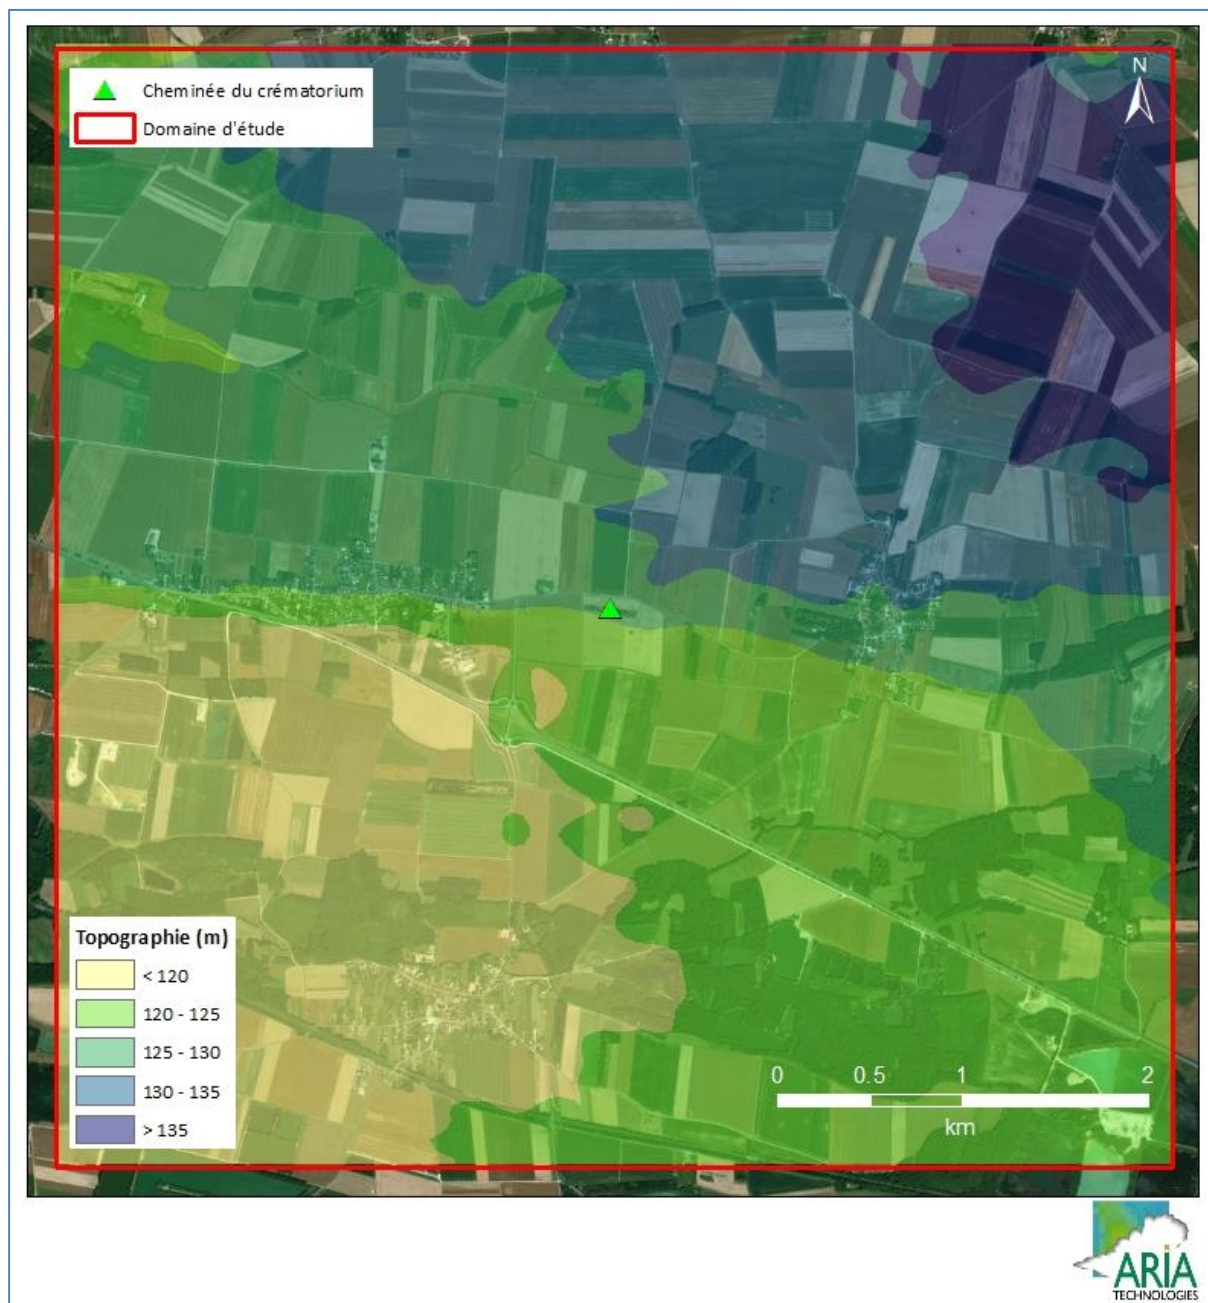 N
Cheminée du crématorium
Domaine d'étude
Topographie (m)
< 120
120 - 125
125 - 130
130 - 135
> 135
0 0.5 1 2
km
ARIA
TECHNOLOGIES